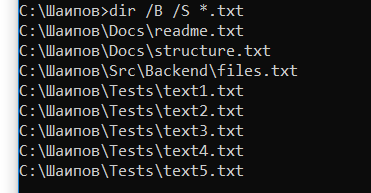 C:\Шаипов>dir /B /S *.txt
C:\Шаипов\Docs\readme.txt
C:\Шаипов\Docs\structure.txt
C:\Шаипов\Src\Backend\files.txt
C:\Шаипов\Tests\text1.txt
C:\Шаипов\Tests\text2.txt
C:\Шаипов\Tests\text3.txt
C:\Шаипов\Tests\text4.txt
C:\Шаипов\Tests\text5.txt